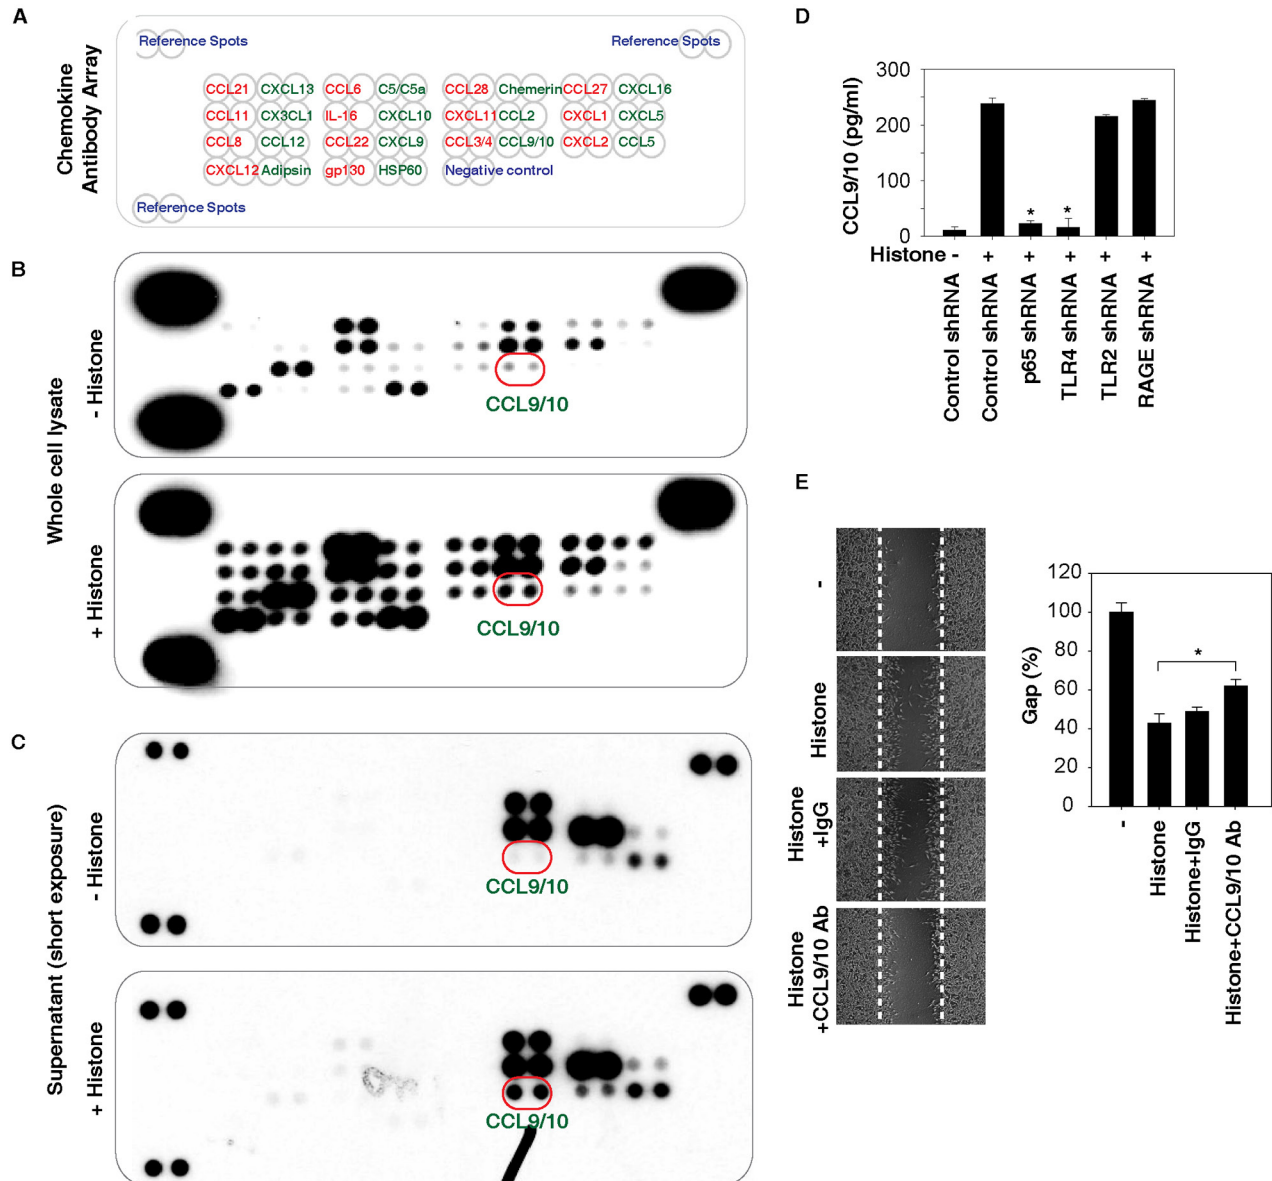 A
Chemokine
Antibody Array
Reference Spots
Reference Spots
CCL21 CXCL13 CCL6 C5/C5a CCL28 Chemerin CCL27 CXCL16
CCL11 CX3CL1 IL-16 CXCL10 CXCL11 CCL2 CXCL1 CXCL5
CCL8 CCL12 CCL22 CXCL9 CCL3/4 CCL9/10 CXCL2 CCL5
CXCL12 Adipsin gp130 HSP60 Negative control
Reference Spots
B
Whole cell lysate
- Histone
CCL9/10
+ Histone
CCL9/10
C
Supernatant (short exposure)
- Histone
CCL9/10
+ Histone
CCL9/10
D
CCL9/10 (pg/ml)
300
200
100
0
* *
Histone - + + + + +
Control shRNA
Control shRNA
p65 shRNA
TLR4 shRNA
TLR2 shRNA
RAGE shRNA
E
-
Histone
Histone
+IgG
Histone
+CCL9/10 Ab
Gap (%)
120
100
80
60
40
20
0
*
-
Histone
Histone+IgG
Histone+CCL9/10 Ab